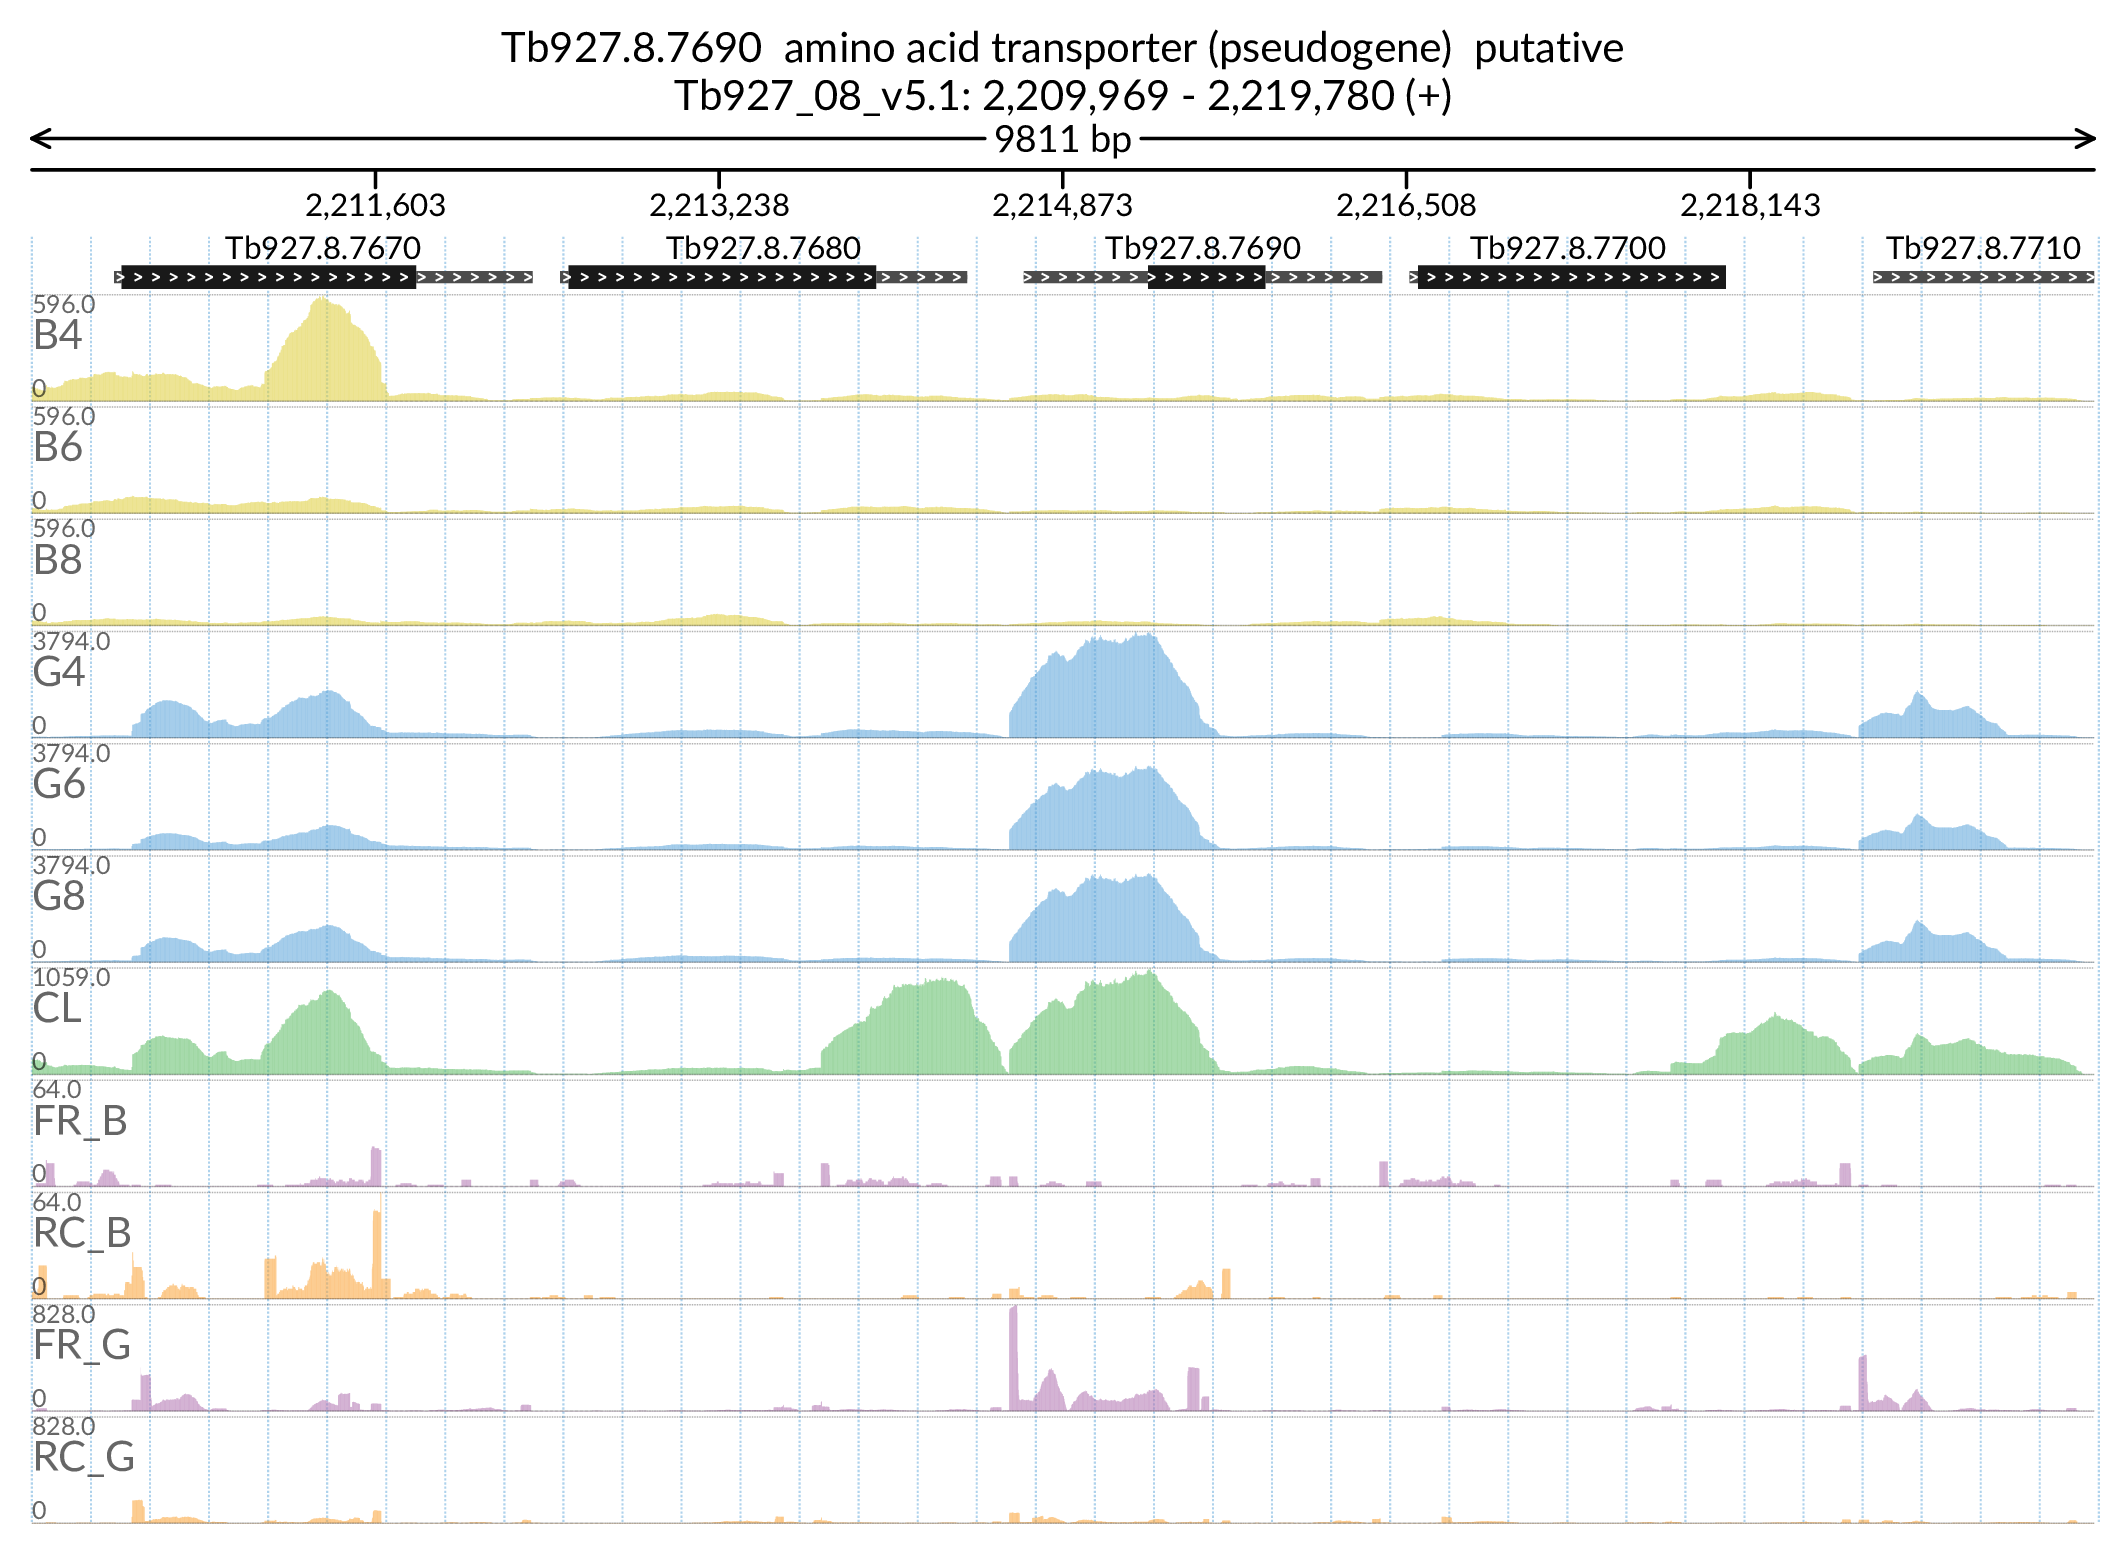 Tb927.8.7690 amino acid transporter (pseudogene) putative
Tb927_08_v5.1: 2,209,969 - 2,219,780 (+)
9811 bp
2,211,603 2,213,238 2,214,873 2,216,508 2,218,143
Tb927.8.7670 Tb927.8.7680 Tb927.8.7690 Tb927.8.7700 Tb927.8.7710
596.0
B4
0
596.0
B6
0
596.0
B8
0
3794.0
G4
0
3794.0
G6
0
3794.0
G8
0
1059.0
CL
0
64.0
FR_B
0
64.0
RC_B
0
828.0
FR_G
0
828.0
RC_G
0